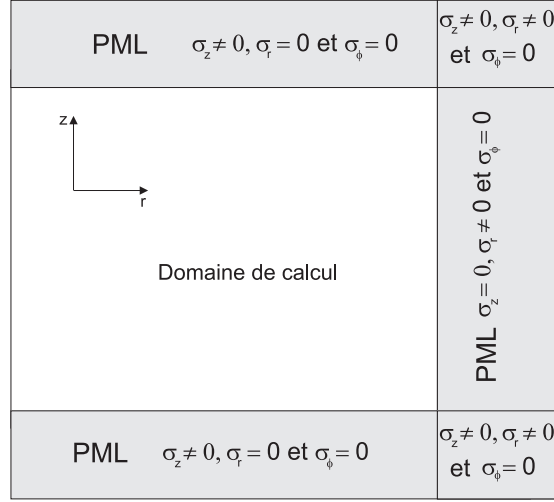 PML σz ≠ 0, σr = 0 et σϕ = 0
σz ≠ 0, σr ≠ 0
et σϕ = 0
z
r
Domaine de calcul
PML σz = 0, σr ≠ 0 et σϕ = 0
PML σz ≠ 0, σr = 0 et σϕ = 0
σz ≠ 0, σr ≠ 0
et σϕ = 0